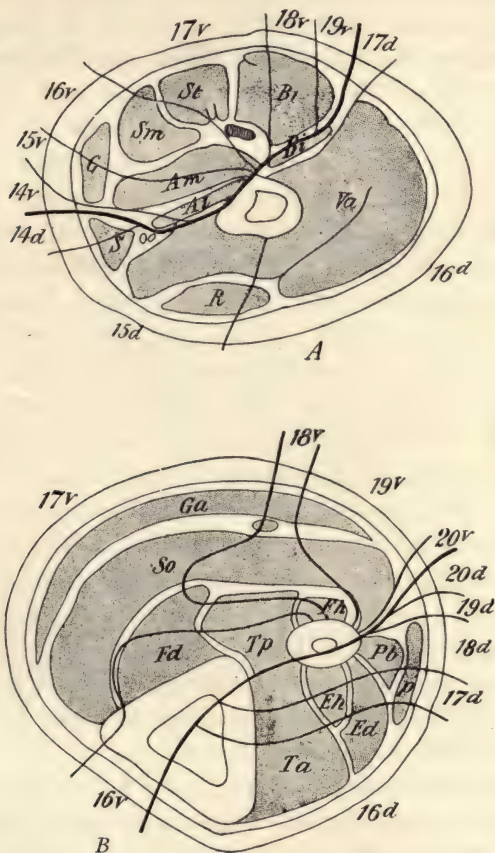 17v 18v 19v 17d
16v St Bl
Sm Bi
15v
G Am Va
14v Al
14d S
R 16d
15d A
18v
17v 19v
Ga 20v
So 20d
Fh 19d
Fd Tp Pb 18d
Eh P 17d
Ed
Ta
16v 16d
B